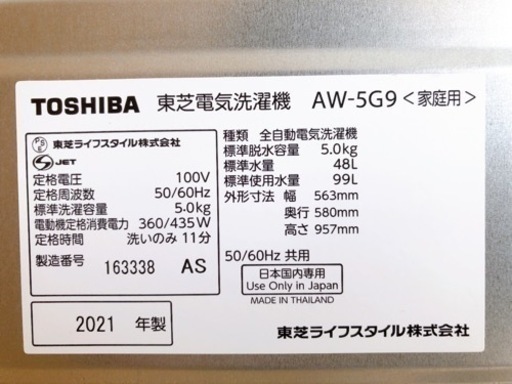 TOSHIBA 東芝電気洗濯機 AW-5G9<家庭用>
東芝ライフスタイル株式会社
JET
定格電圧 100V
定格周波数 50/60Hz
標準洗濯容量 5.0kg
電動機定格消費電力 360/435W
定格時間 洗いのみ 11分
製造番号 163338 AS
2021 年製
種類 全自動電気洗濯機
標準脱水容量 5.0kg
標準水量 48L
標準使用水量 99L
外形寸法 幅 563mm
奥行 580mm
高さ 957mm
50/60Hz 共用
日本国内専用
Use Only in Japan
MADE IN THAILAND
東芝ライフスタイル株式会社